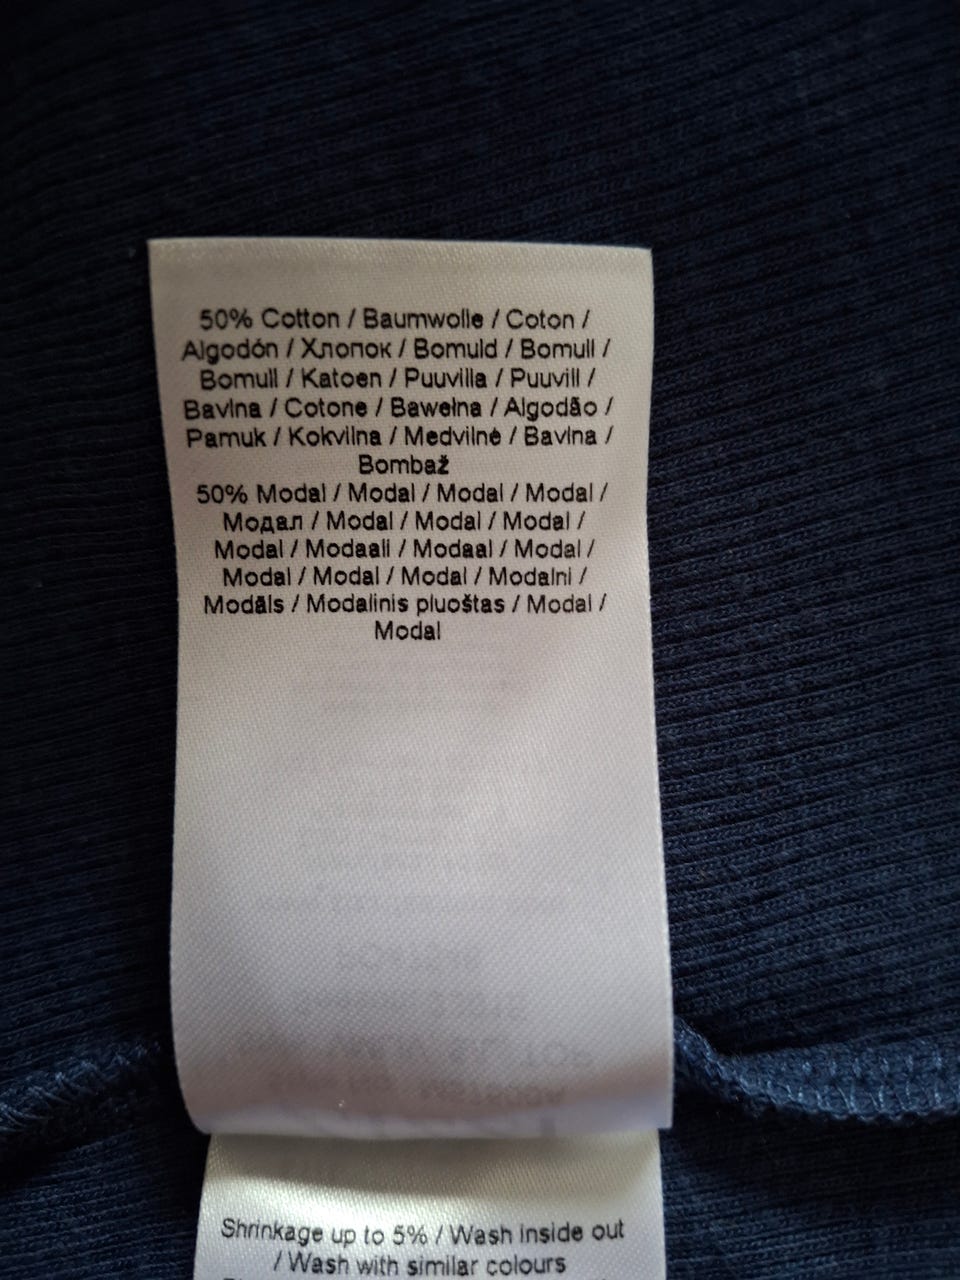 50% Cotton / Baumwolle / Coton /
Algodón / Хлопок / Bomuld / Bomull /
Bomull / Katoen / Puuvilla / Puuvill /
Bavlna / Cotone / Bawełna / Algodão /
Pamuk / Kokvilna / Medvilnė / Bavlna /
Bombaž
50% Modal / Modal / Modal / Modal /
Модал / Modal / Modal / Modal /
Modal / Modaali / Modaal / Modal /
Modal / Modal / Modal / Modalni /
Modāls / Modalinis pluoštas / Modal /
Modal
Shrinkage up to 5% / Wash inside out
/ Wash with similar colours